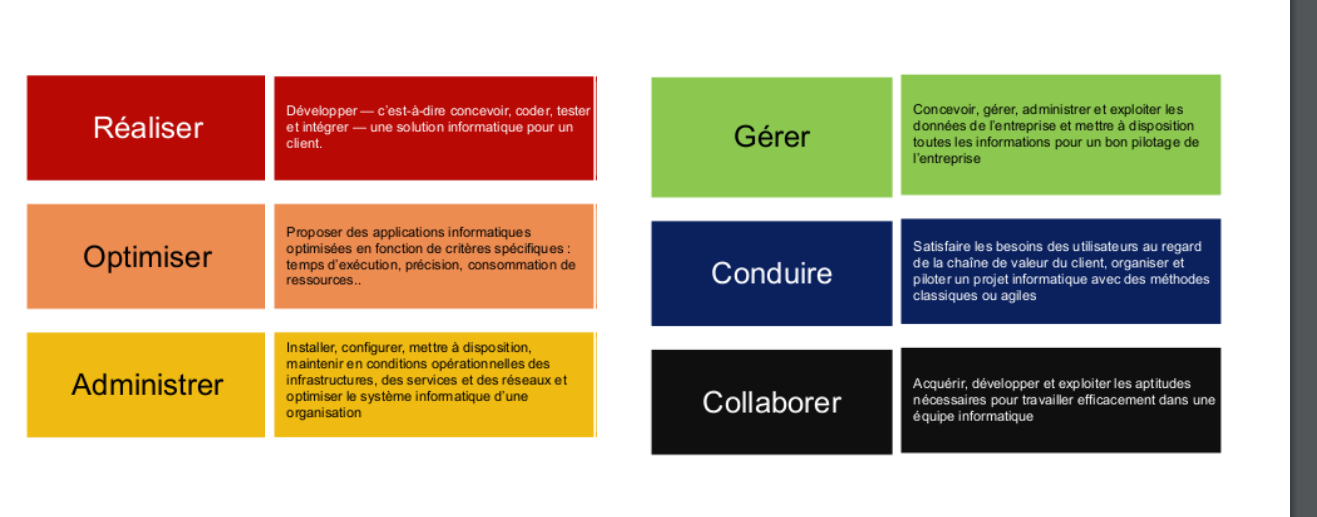 Réaliser
Développer — c'est-à-dire concevoir, coder, tester
et intégrer — une solution informatique pour un
client.
Optimiser
Proposer des applications informatiques
optimisées en fonction de critères spécifiques :
temps d'exécution, précision, consommation de
ressources..
Administrer
Installer, configurer, mettre à disposition,
maintenir en conditions opérationnelles des
infrastructures, des services et des réseaux et
optimiser le système informatique d'une
organisation
Gérer
Concevoir, gérer, administrer et exploiter les
données de l'entreprise et mettre à disposition
toutes les informations pour un bon pilotage de
l'entreprise
Conduire
Satisfaire les besoins des utilisateurs au regard
de la chaîne de valeur du client, organiser et
piloter un projet informatique avec des méthodes
classiques ou agiles
Collaborer
Acquérir, développer et exploiter les aptitudes
nécessaires pour travailler efficacement dans une
équipe informatique